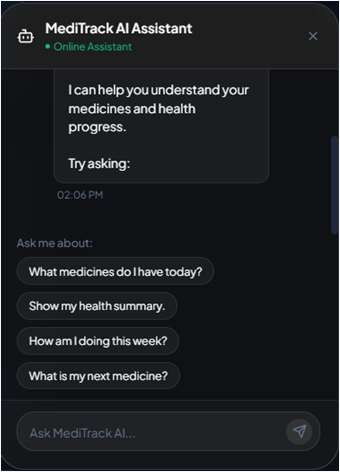 MediTrack AI Assistant
Online Assistant
I can help you understand your
medicines and health
progress.
Try asking:
02:06 PM
Ask me about:
What medicines do I have today?
Show my health summary.
How am I doing this week?
What is my next medicine?
Ask MediTrack AI...